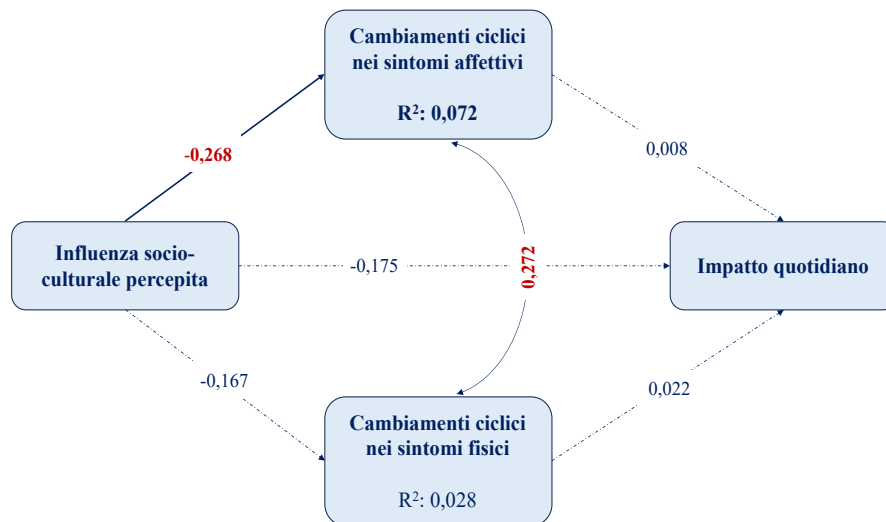 Cambiamenti ciclici
nei sintomi affettivi
R²: 0,072
-0,268
0,008
Influenza socio-
culturale percepita
-0,175
0,272
Impatto quotidiano
-0,167
0,022
Cambiamenti ciclici
nei sintomi fisici
R²: 0,028